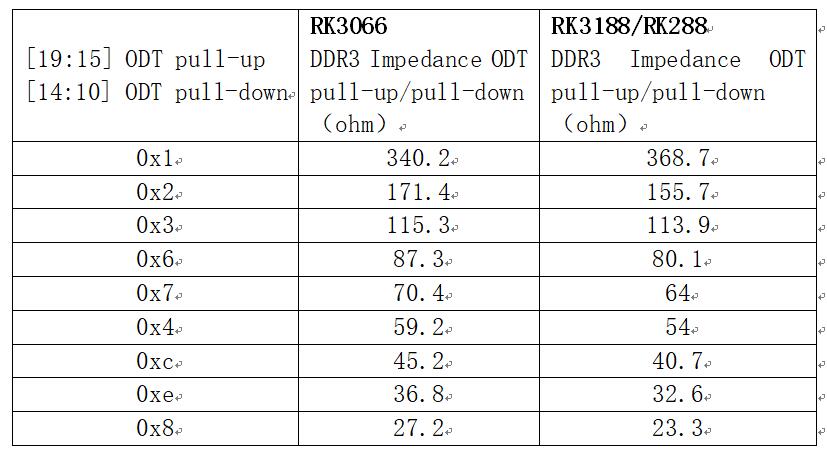 [19:15] ODT pull-up
[14:10] ODT pull-down
RK3066
DDR3 Impedance ODT
pull-up/pull-down
（ohm）
RK3188/RK288
DDR3 Impedance ODT
pull-up/pull-down
（ohm）
0x1 340.2 368.7
0x2 171.4 155.7
0x3 115.3 113.9
0x6 87.3 80.1
0x7 70.4 64
0x4 59.2 54
0xc 45.2 40.7
0xe 36.8 32.6
0x8 27.2 23.3